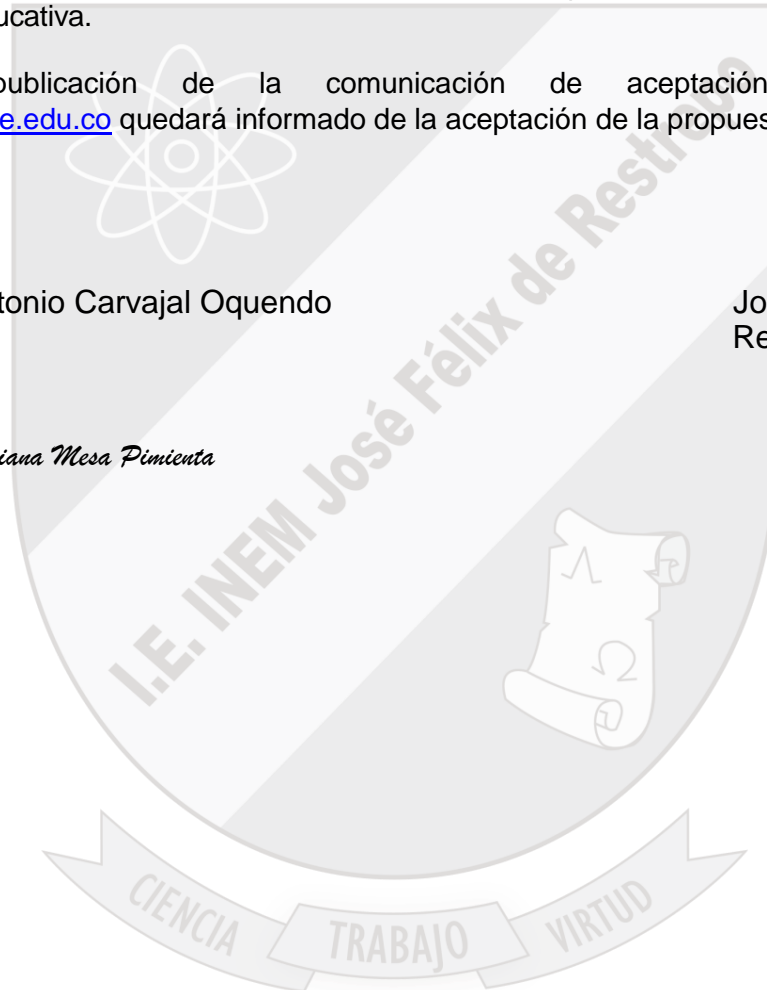 ucativa.
publicación de la comunicación de aceptación
e.edu.co quedará informado de la aceptación de la propues
tonio Carvajal Oquendo
Jo
Re
iana Mesa Pimienta
I.E. INEM José Félix de Restrepo
Λ
Ω
CIENCIA TRABAJO VIRTUD